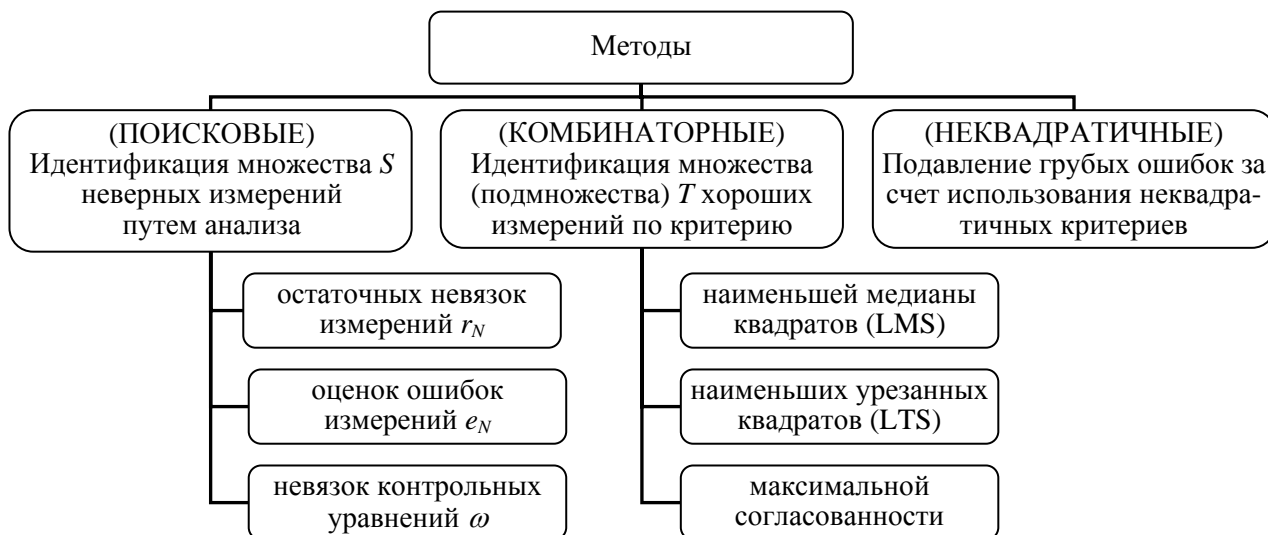 Методы
(ПОИСКОВЫЕ)
Идентификация множества S
неверных измерений
путем анализа
(КОМБИНАТОРНЫЕ)
Идентификация множества
(подмножества) T хороших
измерений по критерию
(НЕКВАДРАТИЧНЫЕ)
Подавление грубых ошибок за
счет использования неквадра-
тичных критериев
остаточных невязок
измерений r_N
оценок ошибок
измерений e_N
невязок контрольных
уравнений ω
наименьшей медианы
квадратов (LMS)
наименьших урезанных
квадратов (LTS)
максимальной
согласованности